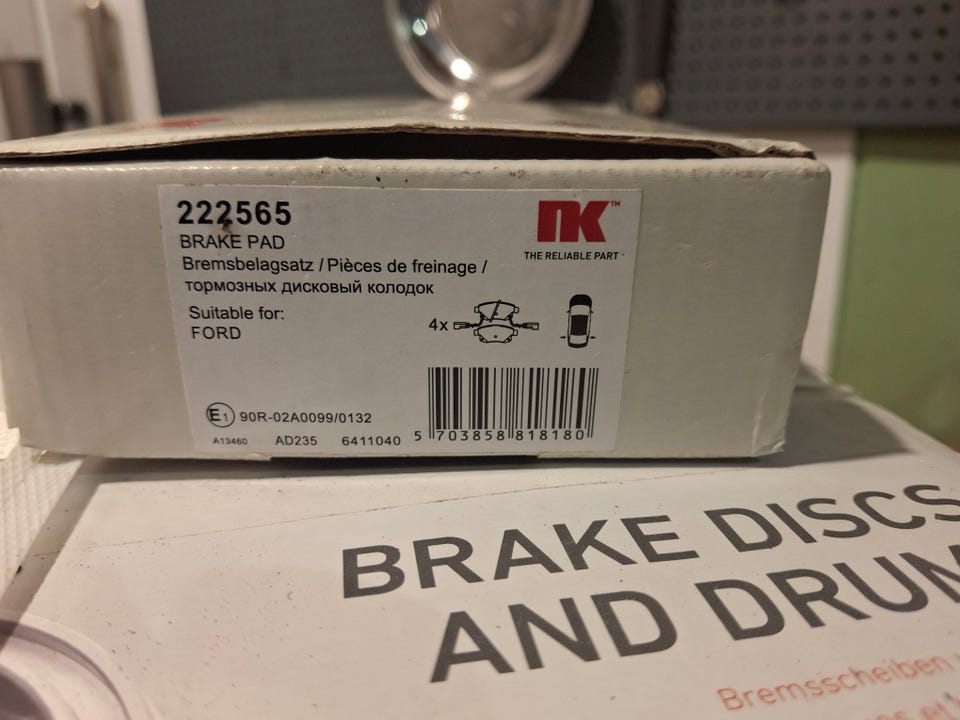 222565
BRAKE PAD
Bremsbelagsatz / Pièces de freinage /
тормозных дисковый колодок
Suitable for:
FORD
NK™
THE RELIABLE PART
4x
E1 90R-02A0099/0132
A13460 AD235 6411040
5 703858 818180
BRAKE DISCS
AND DRUM
Bremsscheiben